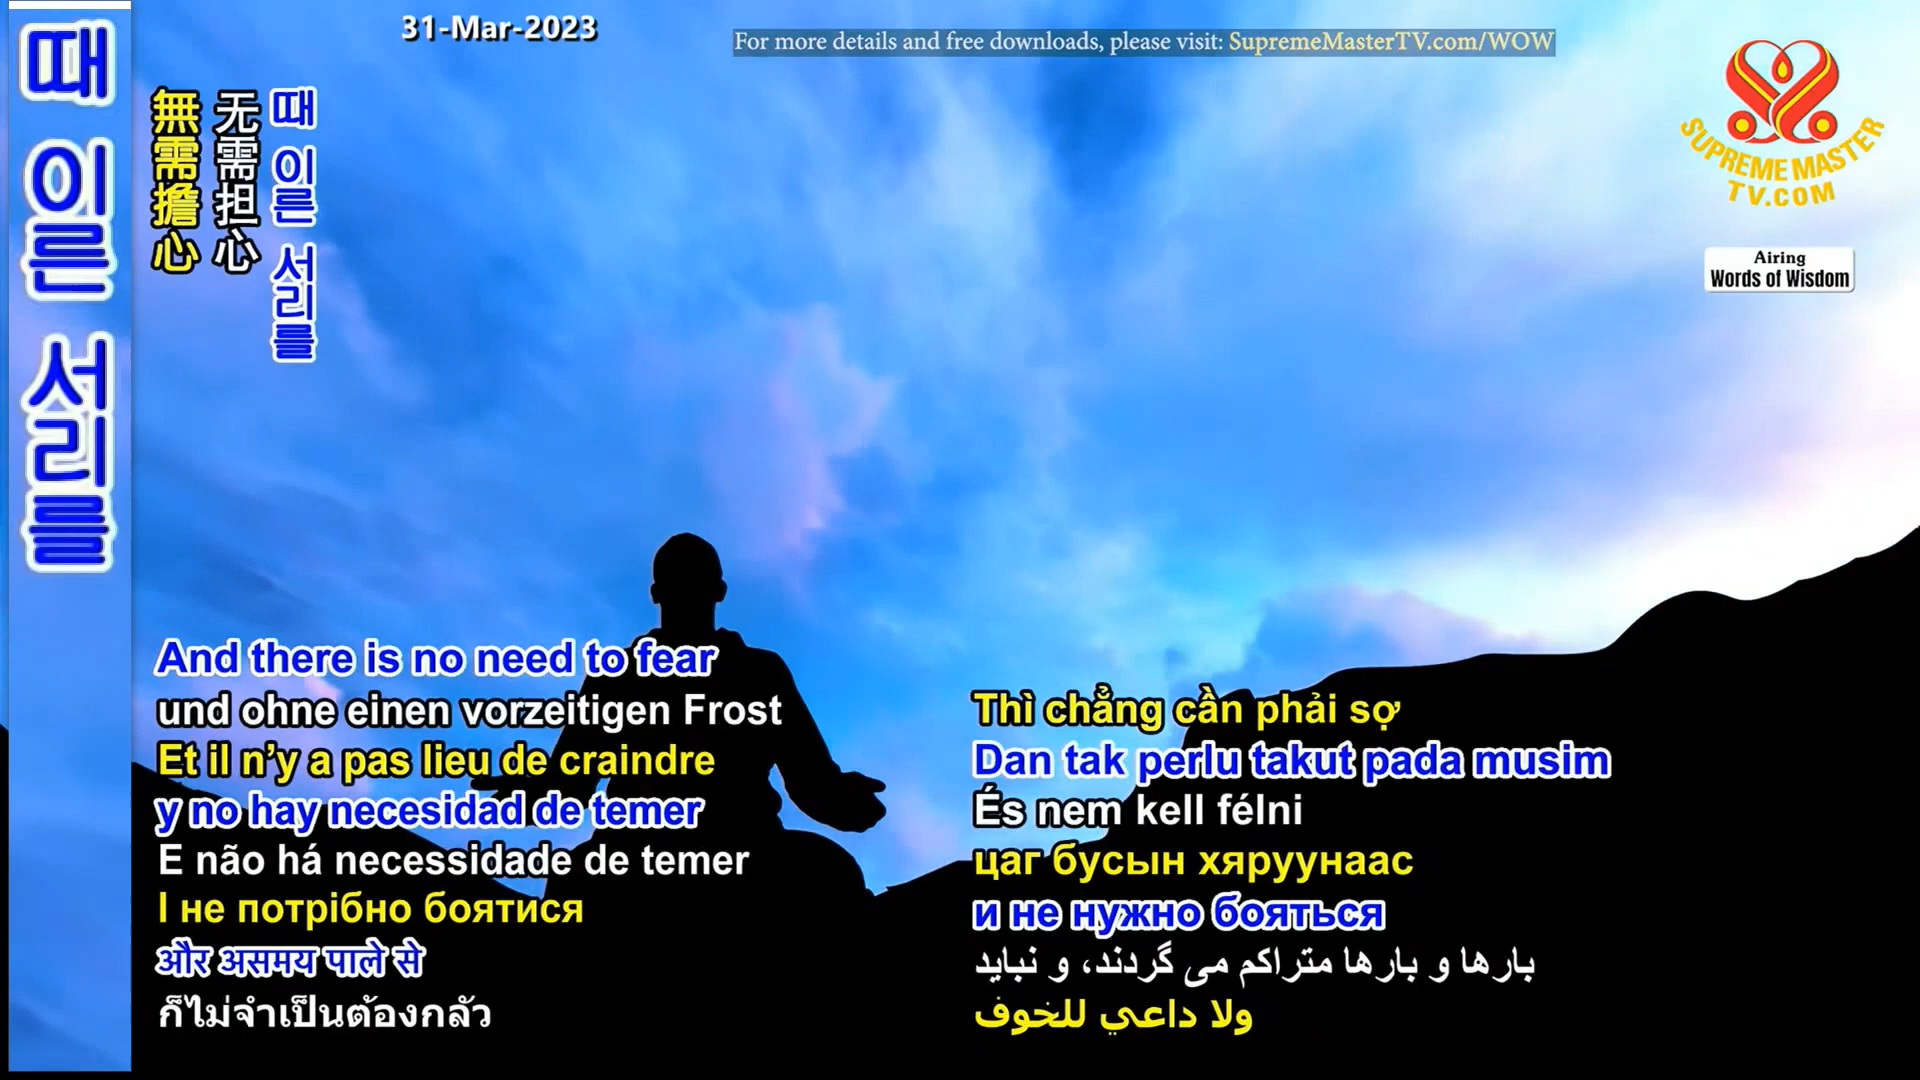 31-Mar-2023
For more details and free downloads, please visit: SupremeMasterTV.com/WOW
SUPREME MASTER
TV.COM
Airing
Words of Wisdom
때 이른 서리를
無需擔心
无需担心
때 이른 서리를
And there is no need to fear
und ohne einen vorzeitigen Frost
Et il n'y a pas lieu de craindre
y no hay necesidad de temer
E não há necessidade de temer
І не потрібно боятися
और असमय पाले से
ก็ไม่จำเป็นต้องกลัว
Thì chẳng cần phải sợ
Dan tak perlu takut pada musim
És nem kell félni
цаг бусын хяруунаас
и не нужно бояться
بارها و بارها متراکم می گردند، و نباید
ولا داعي للخوف